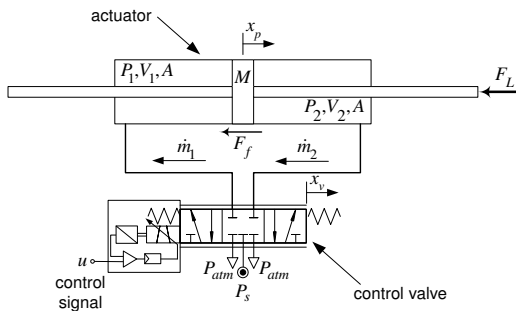 actuator
x_p
P_1,V_1,A
M
P_2,V_2,A
F_L
F_f
ṁ_1
ṁ_2
x_v
u
control
signal
P_atm
P_atm
P_s
control valve